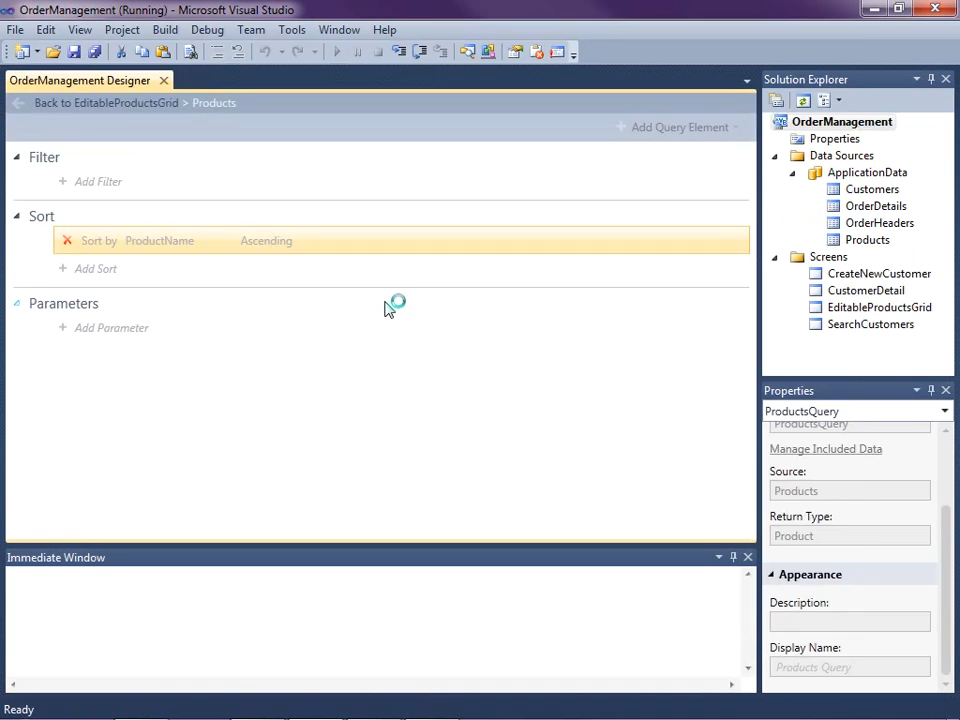 OrderManagement (Running) - Microsoft Visual Studio
File Edit View Project Build Debug Team Tools Window Help
OrderManagement Designer
Back to EditableProductsGrid > Products
Add Query Element
Filter
Add Filter
Sort
Sort by ProductName Ascending
Add Sort
Parameters
Add Parameter
Immediate Window
Ready
Solution Explorer
OrderManagement
Properties
Data Sources
ApplicationData
Customers
OrderDetails
OrderHeaders
Products
Screens
CreateNewCustomer
CustomerDetail
EditableProductsGrid
SearchCustomers
Properties
ProductsQuery
ProductsQuery
Manage Included Data
Source:
Products
Return Type:
Product
Appearance
Description:
Display Name:
Products Query